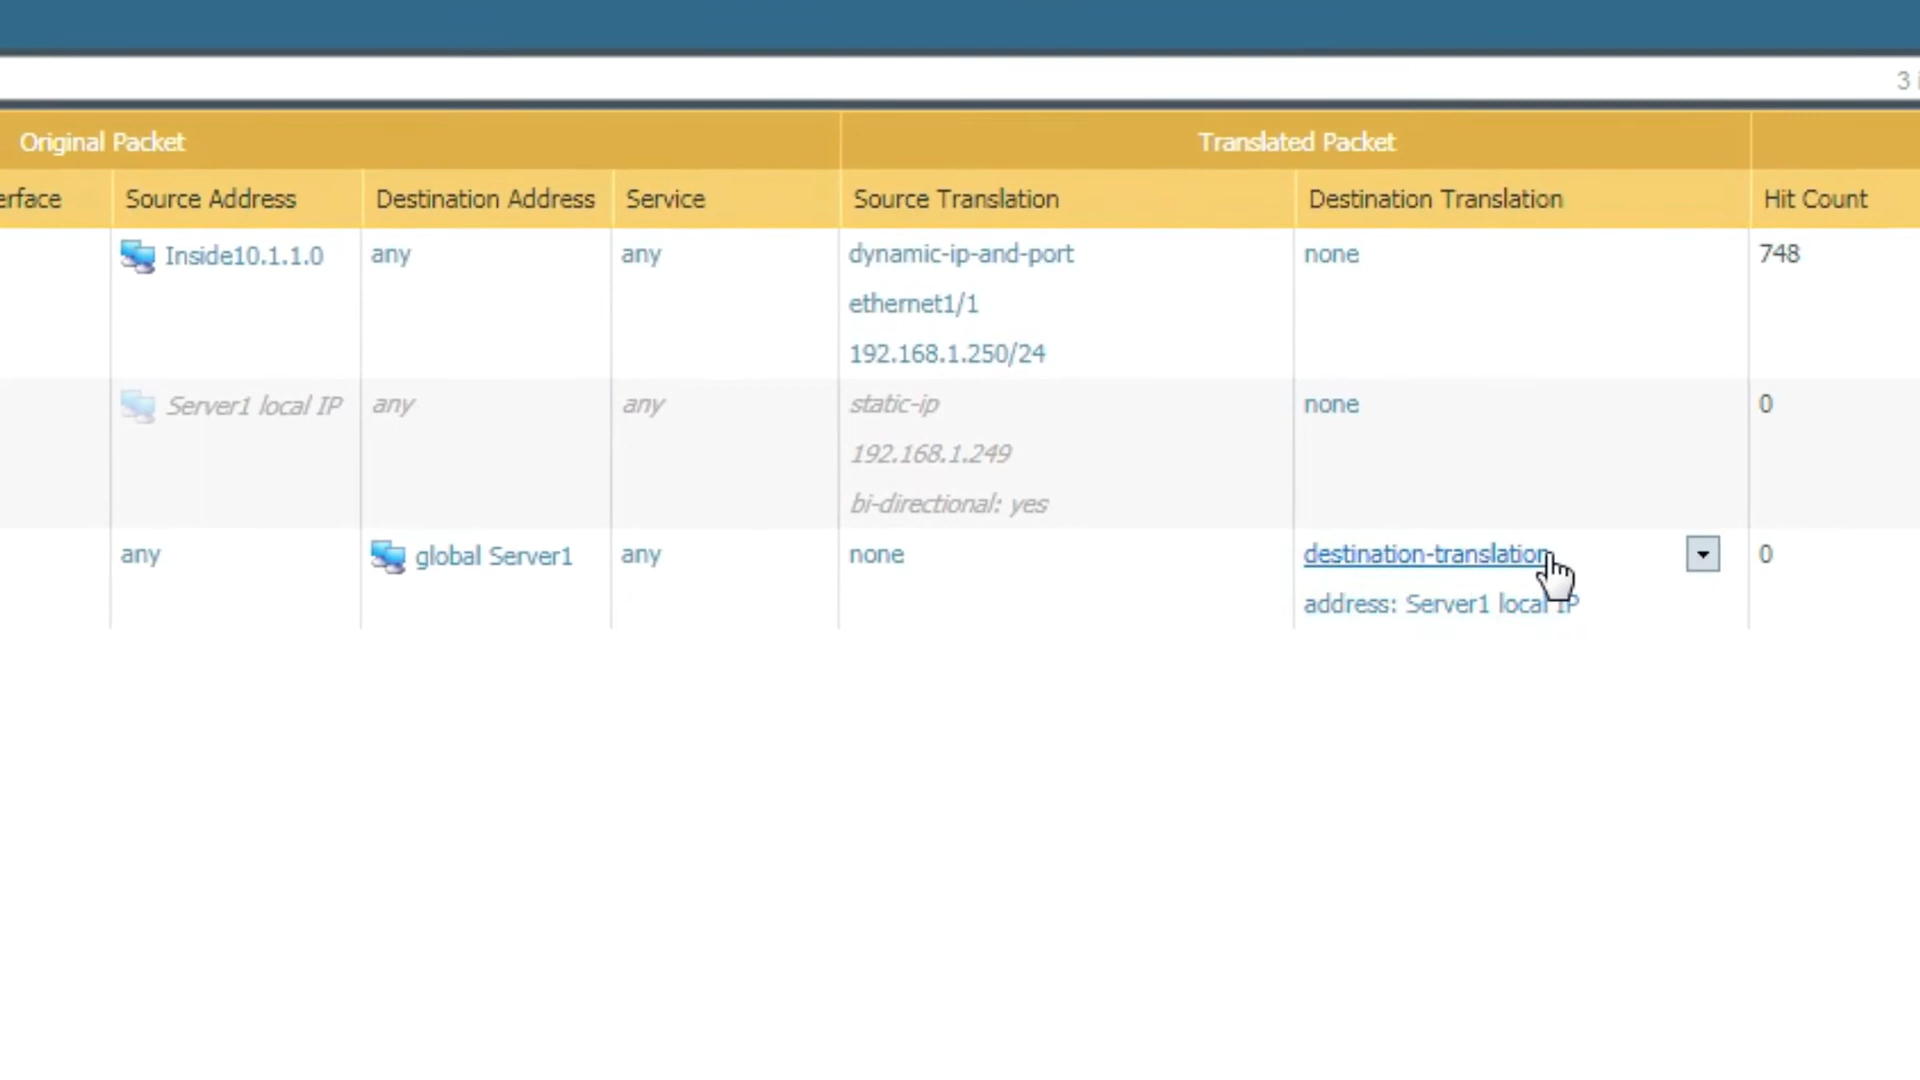 3
Original Packet
Translated Packet
erface
Source Address
Destination Address
Service
Source Translation
Destination Translation
Hit Count
Inside10.1.1.0
any
any
dynamic-ip-and-port
ethernet1/1
192.168.1.250/24
none
748
Server1 local IP
any
any
static-ip
192.168.1.249
bi-directional: yes
none
0
any
global Server1
any
none
destination-translation
address: Server1 local IP
0